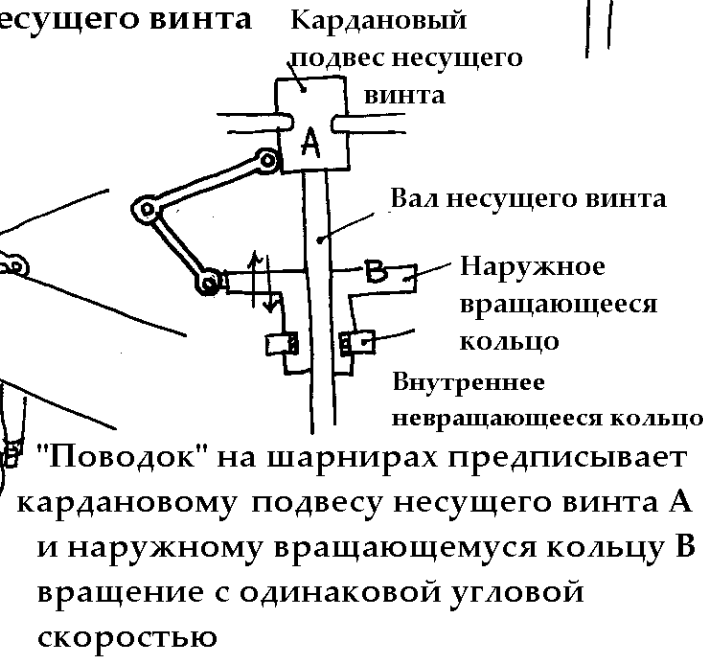 есущего винта
Кардановый
подвес несущего
винта
A
Вал несущего винта
B
Наружное
вращающееся
кольцо
Внутреннее
невращающееся кольцо
"Поводок" на шарнирах предписывает
кардановому подвесу несущего винта А
и наружному вращающемуся кольцу В
вращение с одинаковой угловой
скоростью